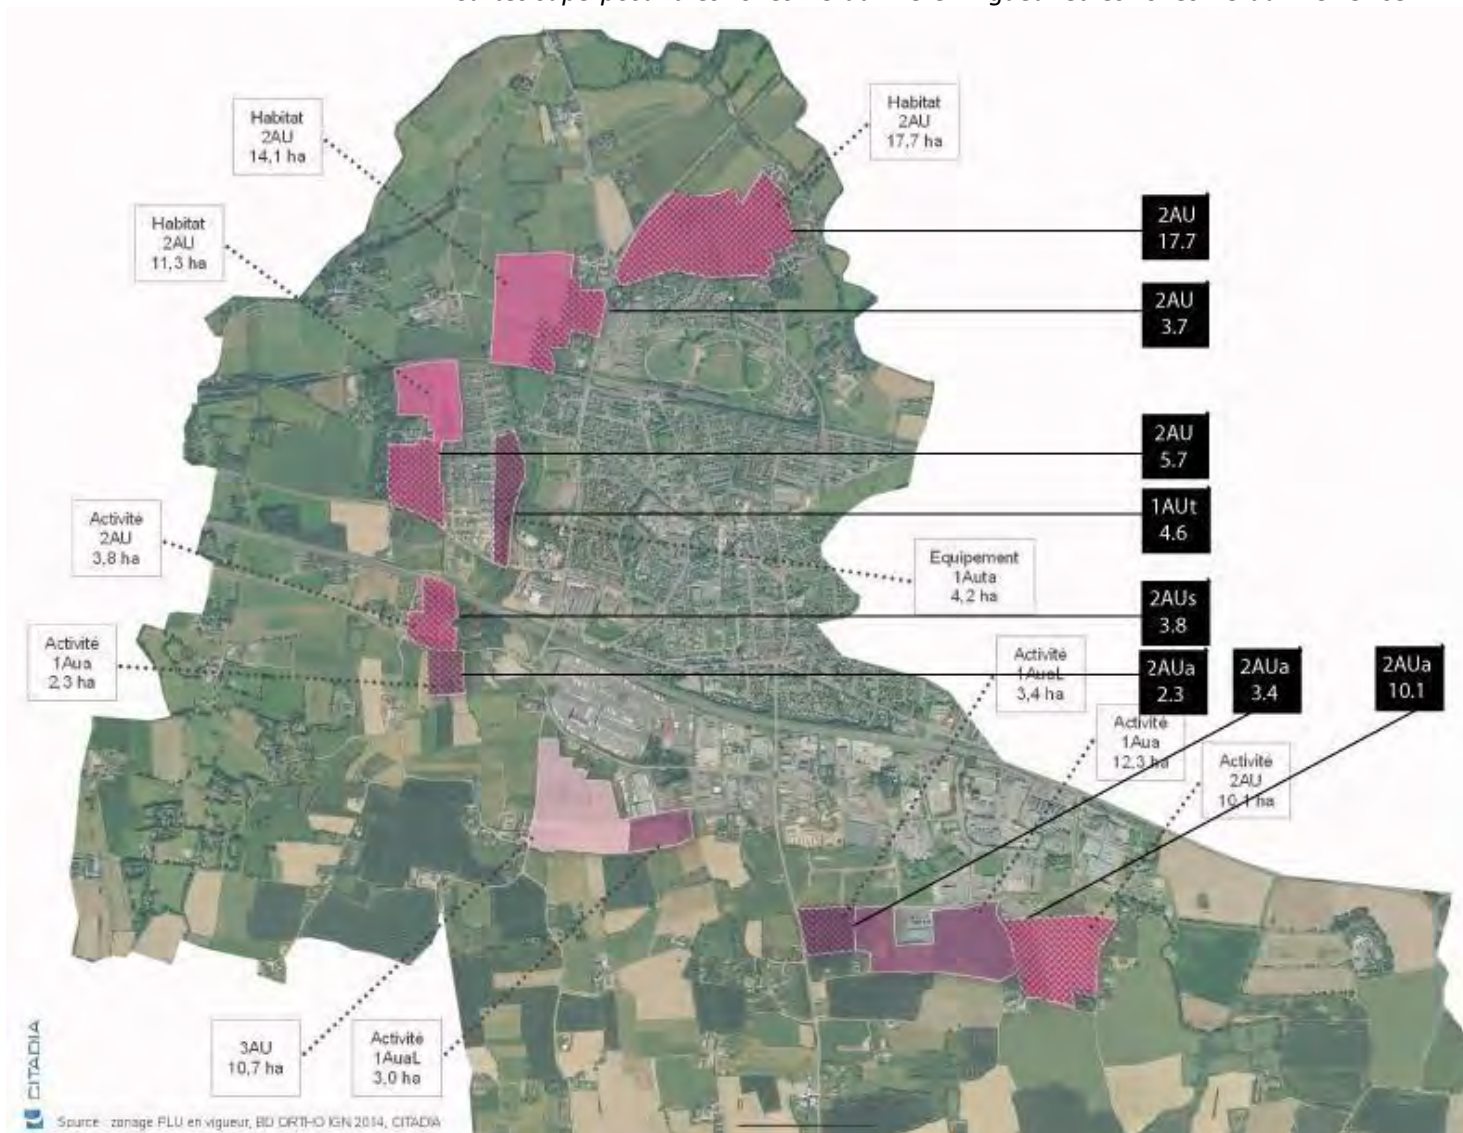 Habitat
2AU
17.7 ha
Habitat
2AU
14,1 ha
2AU
17.7
Habitat
2AU
11,3 ha
2AU
3.7
2AU
5.7
1AUt
4.6
Activité
2AU
3,8 ha
Equipement
1Auta
4,2 ha
2AUs
3.8
Activité
1Aua
2,3 ha
Activité
1AuaL
3,4 ha
2AUa
2.3
2AUa
3.4
2AUa
10.1
Activité
1Aua
12,3 ha
Activité
2AU
10,1 ha
3AU
10,7 ha
Activité
1AuaL
3,0 ha
CITADIA
Source : zonage PLU en vigueur, BD ORTHO IGN 2014, CITADIA